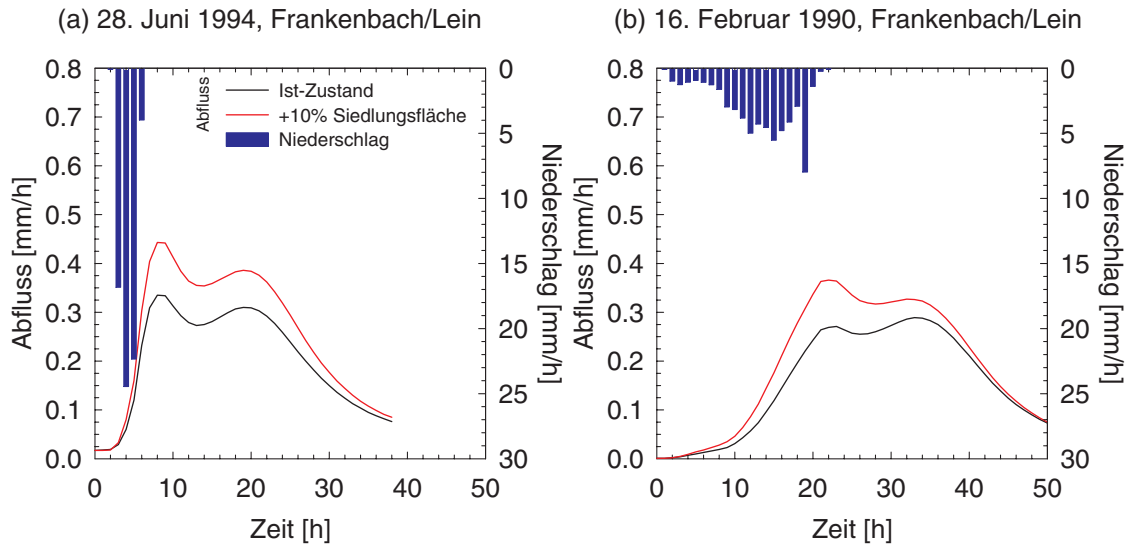 (a) 28. Juni 1994, Frankenbach/Lein
0.8
0.7
0.6
0.5
0.4
0.3
0.2
0.1
0.0
Abfluss [mm/h]
0
5
10
15
20
25
30
Niederschlag [mm/h]
Abfluss
Ist-Zustand
+10% Siedlungsfläche
Niederschlag
0 10 20 30 40 50
Zeit [h]
(b) 16. Februar 1990, Frankenbach/Lein
0.8
0.7
0.6
0.5
0.4
0.3
0.2
0.1
0.0
Abfluss [mm/h]
0
5
10
15
20
25
30
Niederschlag [mm/h]
0 10 20 30 40 50
Zeit [h]